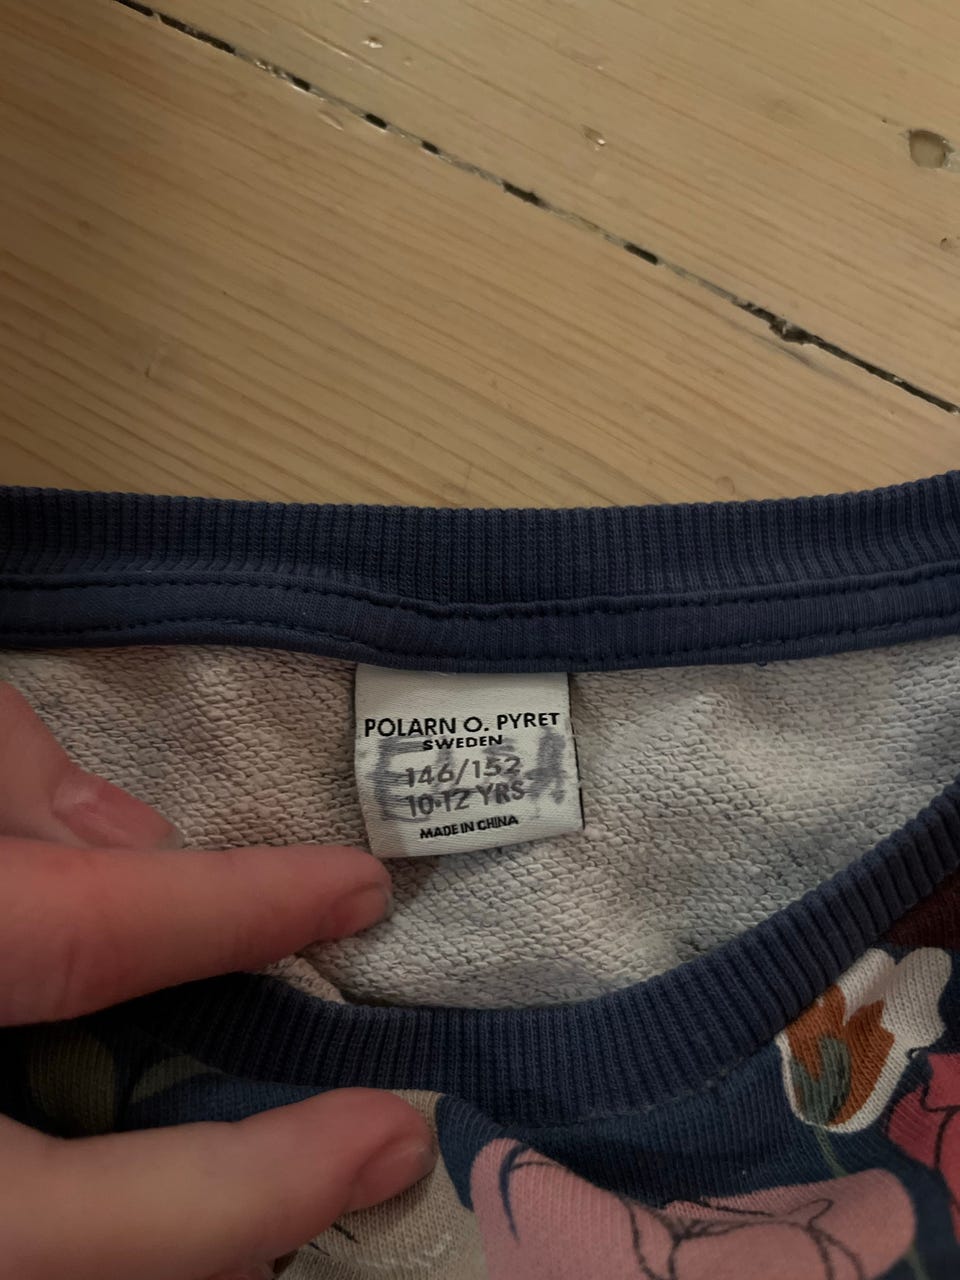 POLARN O. PYRET
SWEDEN
146/152
10-12 YRS
MADE IN CHINA